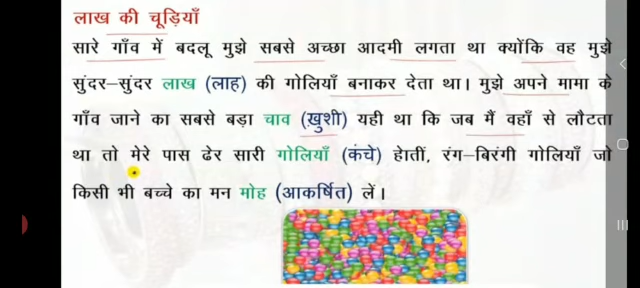 लाख की चूड़ियाँ
सारे गाँव में बदलू मुझे सबसे अच्छा आदमी लगता था क्योंकि वह मुझे
सुंदर-सुंदर लाख (लाह) की गोलियाँ बनाकर देता था। मुझे अपने मामा के
गाँव जाने का सबसे बड़ा चाव (ख़ुशी) यही था कि जब मैं वहाँ से लौटता
था तो मेरे पास ढेर सारी गोलियाँ (कंचे) होतीं, रंग-बिरंगी गोलियाँ जो
किसी भी बच्चे का मन मोह (आकर्षित) लें।